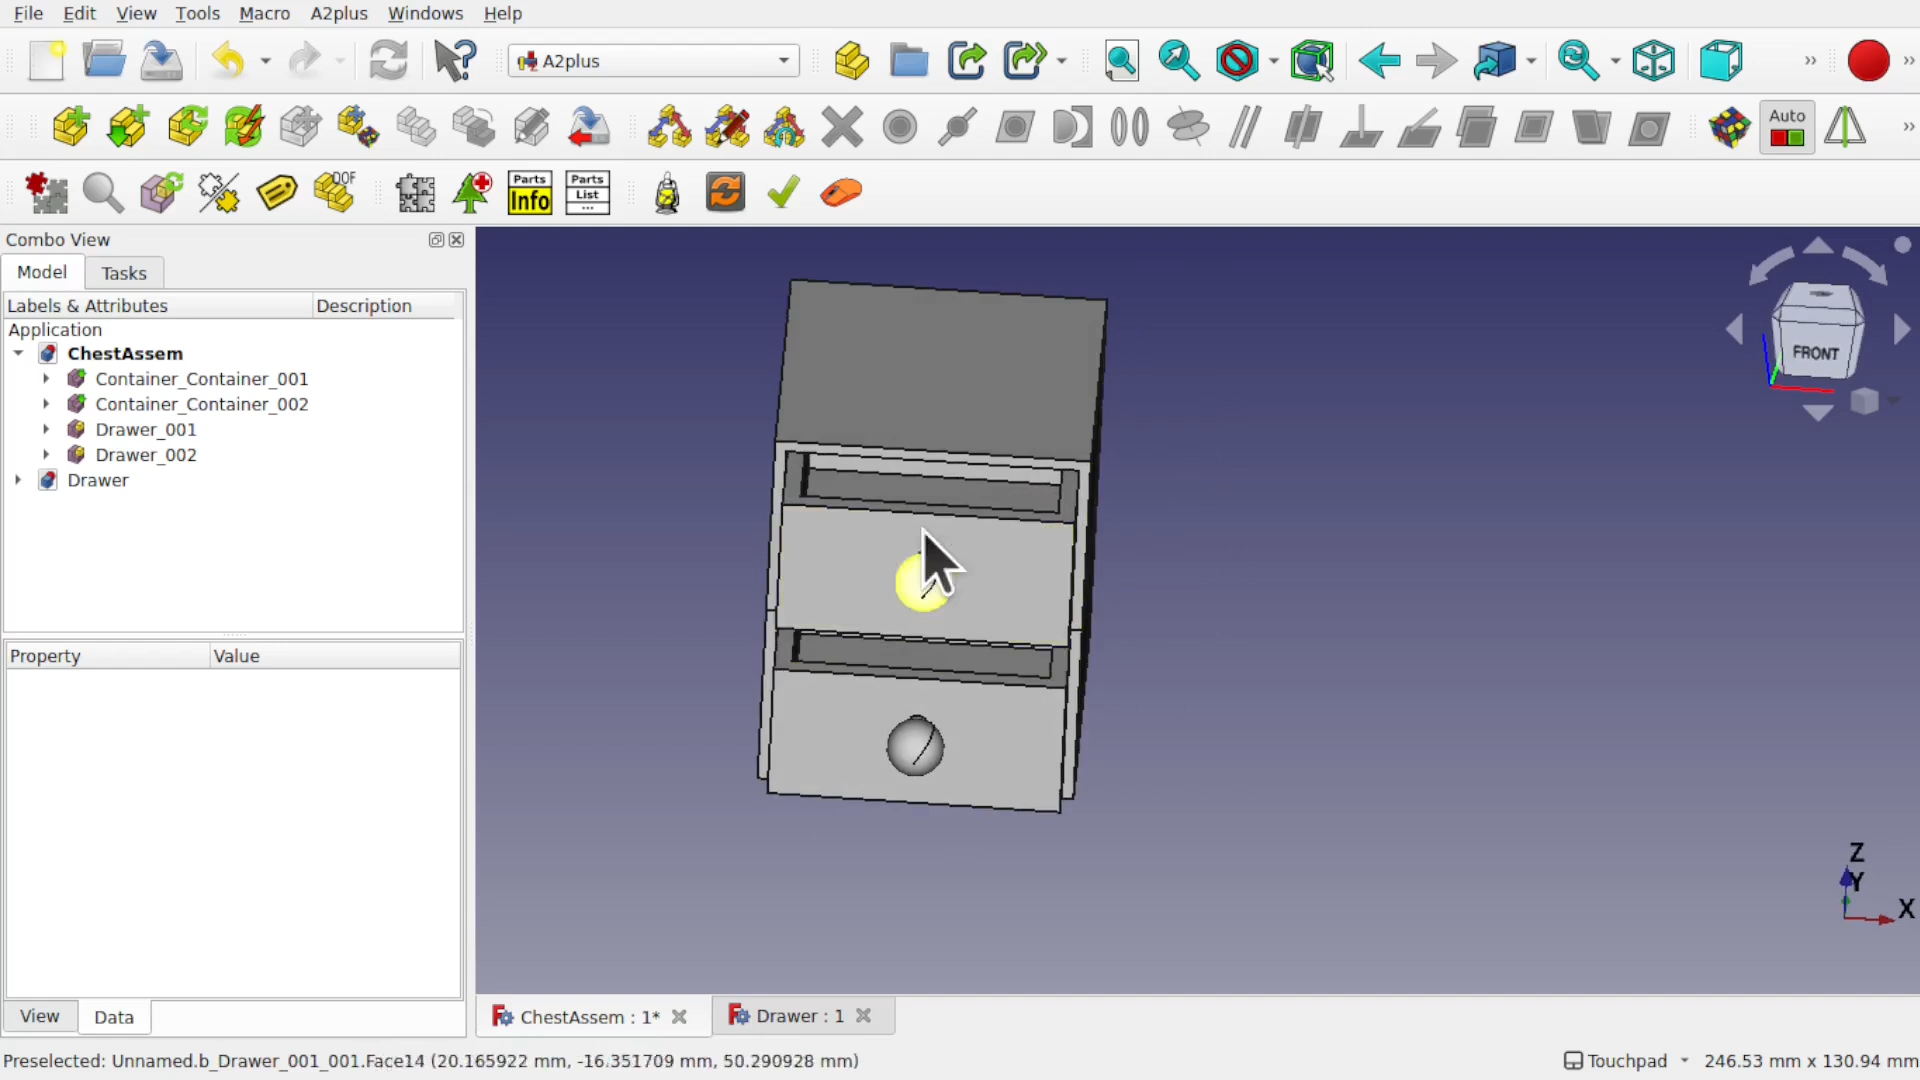 File Edit View Tools Macro A2plus Windows Help
A2plus
Auto
DOF
Parts Info
Parts List ...
Combo View
Model Tasks
Labels & Attributes Description
Application
ChestAssem
Container_Container_001
Container_Container_002
Drawer_001
Drawer_002
Drawer
Property Value
View Data
FRONT
Z
Y
X
ChestAssem : 1* Drawer : 1
Preselected: Unnamed.b_Drawer_001_001.Face14 (20.165922 mm, -16.351709 mm, 50.290928 mm) Touchpad 246.53 mm x 130.94 mm